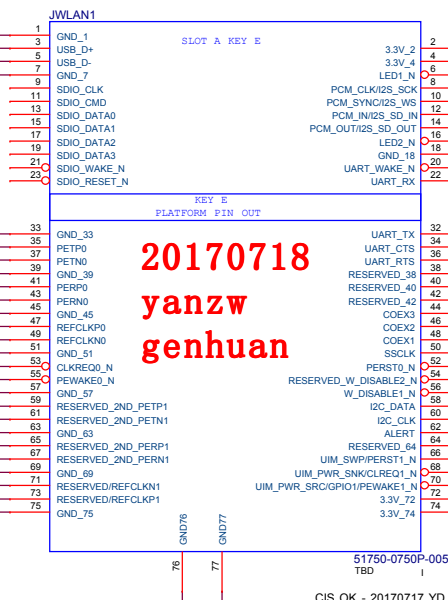 JWLAN1
SLOT A KEY E
1 GND_1
3 USB_D+ 3.3V_2 2
5 USB_D- 3.3V_4 4
7 GND_7 LED1_N 6
9 SDIO_CLK PCM_CLK/I2S_SCK 8
11 SDIO_CMD PCM_SYNC/I2S_WS 10
13 SDIO_DATA0 PCM_IN/I2S_SD_IN 12
15 SDIO_DATA1 PCM_OUT/I2S_SD_OUT 14
17 SDIO_DATA2 LED2_N 16
19 SDIO_DATA3 GND_18 18
21 SDIO_WAKE_N UART_WAKE_N 20
23 SDIO_RESET_N UART_RX 22
KEY E
PLATFORM PIN OUT
33 GND_33 UART_TX 32
35 PETP0 UART_CTS 34
37 PETN0 UART_RTS 36
39 GND_39 RESERVED_38 38
41 PERP0 RESERVED_40 40
43 PERN0 RESERVED_42 42
45 GND_45 COEX3 44
47 REFCLKP0 COEX2 46
49 REFCLKN0 COEX1 48
51 GND_51 SSCLK 50
53 CLKREQ0_N PERST0_N 52
55 PEWAKE0_N RESERVED_W_DISABLE2_N 54
57 GND_57 W_DISABLE1_N 56
59 RESERVED_2ND_PETP1 I2C_DATA 58
61 RESERVED_2ND_PETN1 I2C_CLK 60
63 GND_63 ALERT 62
65 RESERVED_2ND_PERP1 RESERVED_64 64
67 RESERVED_2ND_PERN1 UIM_SWP/PERST1_N 66
69 GND_69 UIM_PWR_SNK/CLREQ1_N 68
71 RESERVED/REFCLKN1 UIM_PWR_SRC/GPIO1/PEWAKE1_N 70
73 RESERVED/REFCLKP1 3.3V_72 72
75 GND_75 3.3V_74 74
20170718
yanzw
genhuan
GND76
GND77
76
77
51750-0750P-005
TBD
CIS OK - 20170717 YD